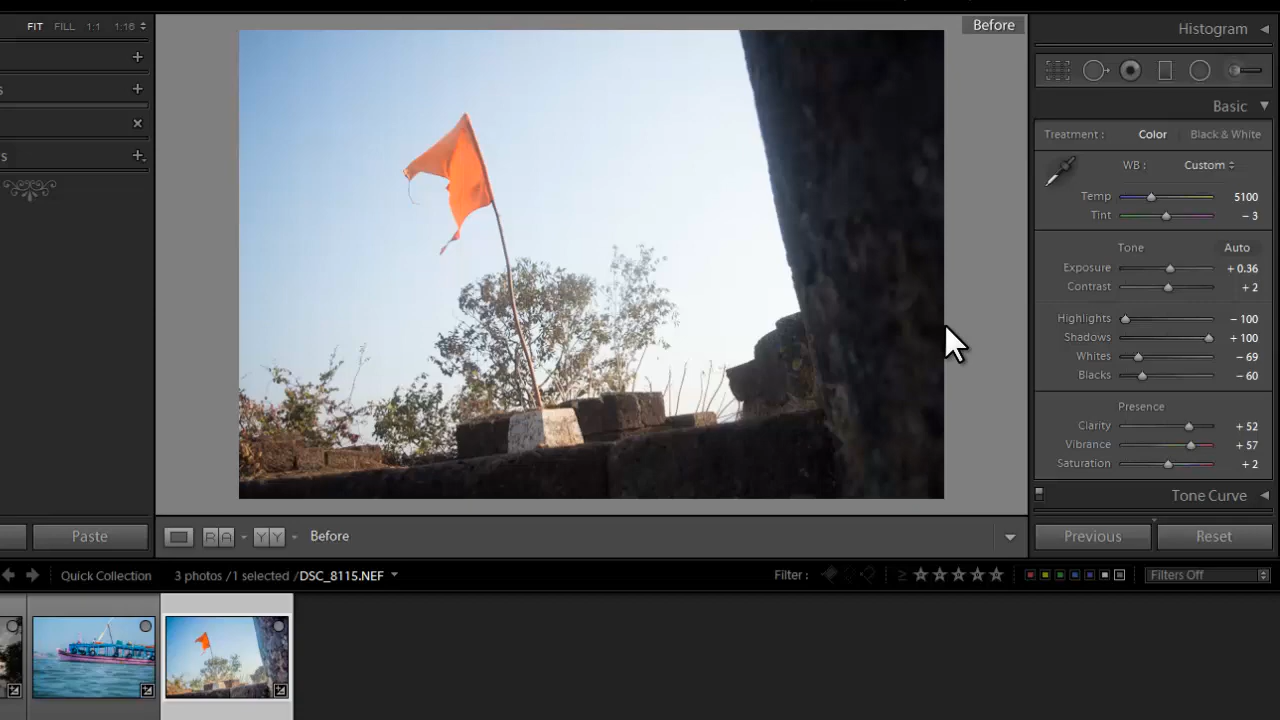 FIT FILL 1:1 1:16
Before
Histogram
Basic
Treatment : Color Black & White
WB : Custom
Temp 5100
Tint – 3
Tone Auto
Exposure + 0.36
Contrast + 2
Highlights – 100
Shadows + 100
Whites – 69
Blacks – 60
Presence
Clarity + 52
Vibrance + 57
Saturation + 2
Tone Curve
s
s
Paste
R A Y Y Before
Previous Reset
Quick Collection 3 photos / 1 selected / DSC_8115.NEF
Filter : ≥ Filters Off